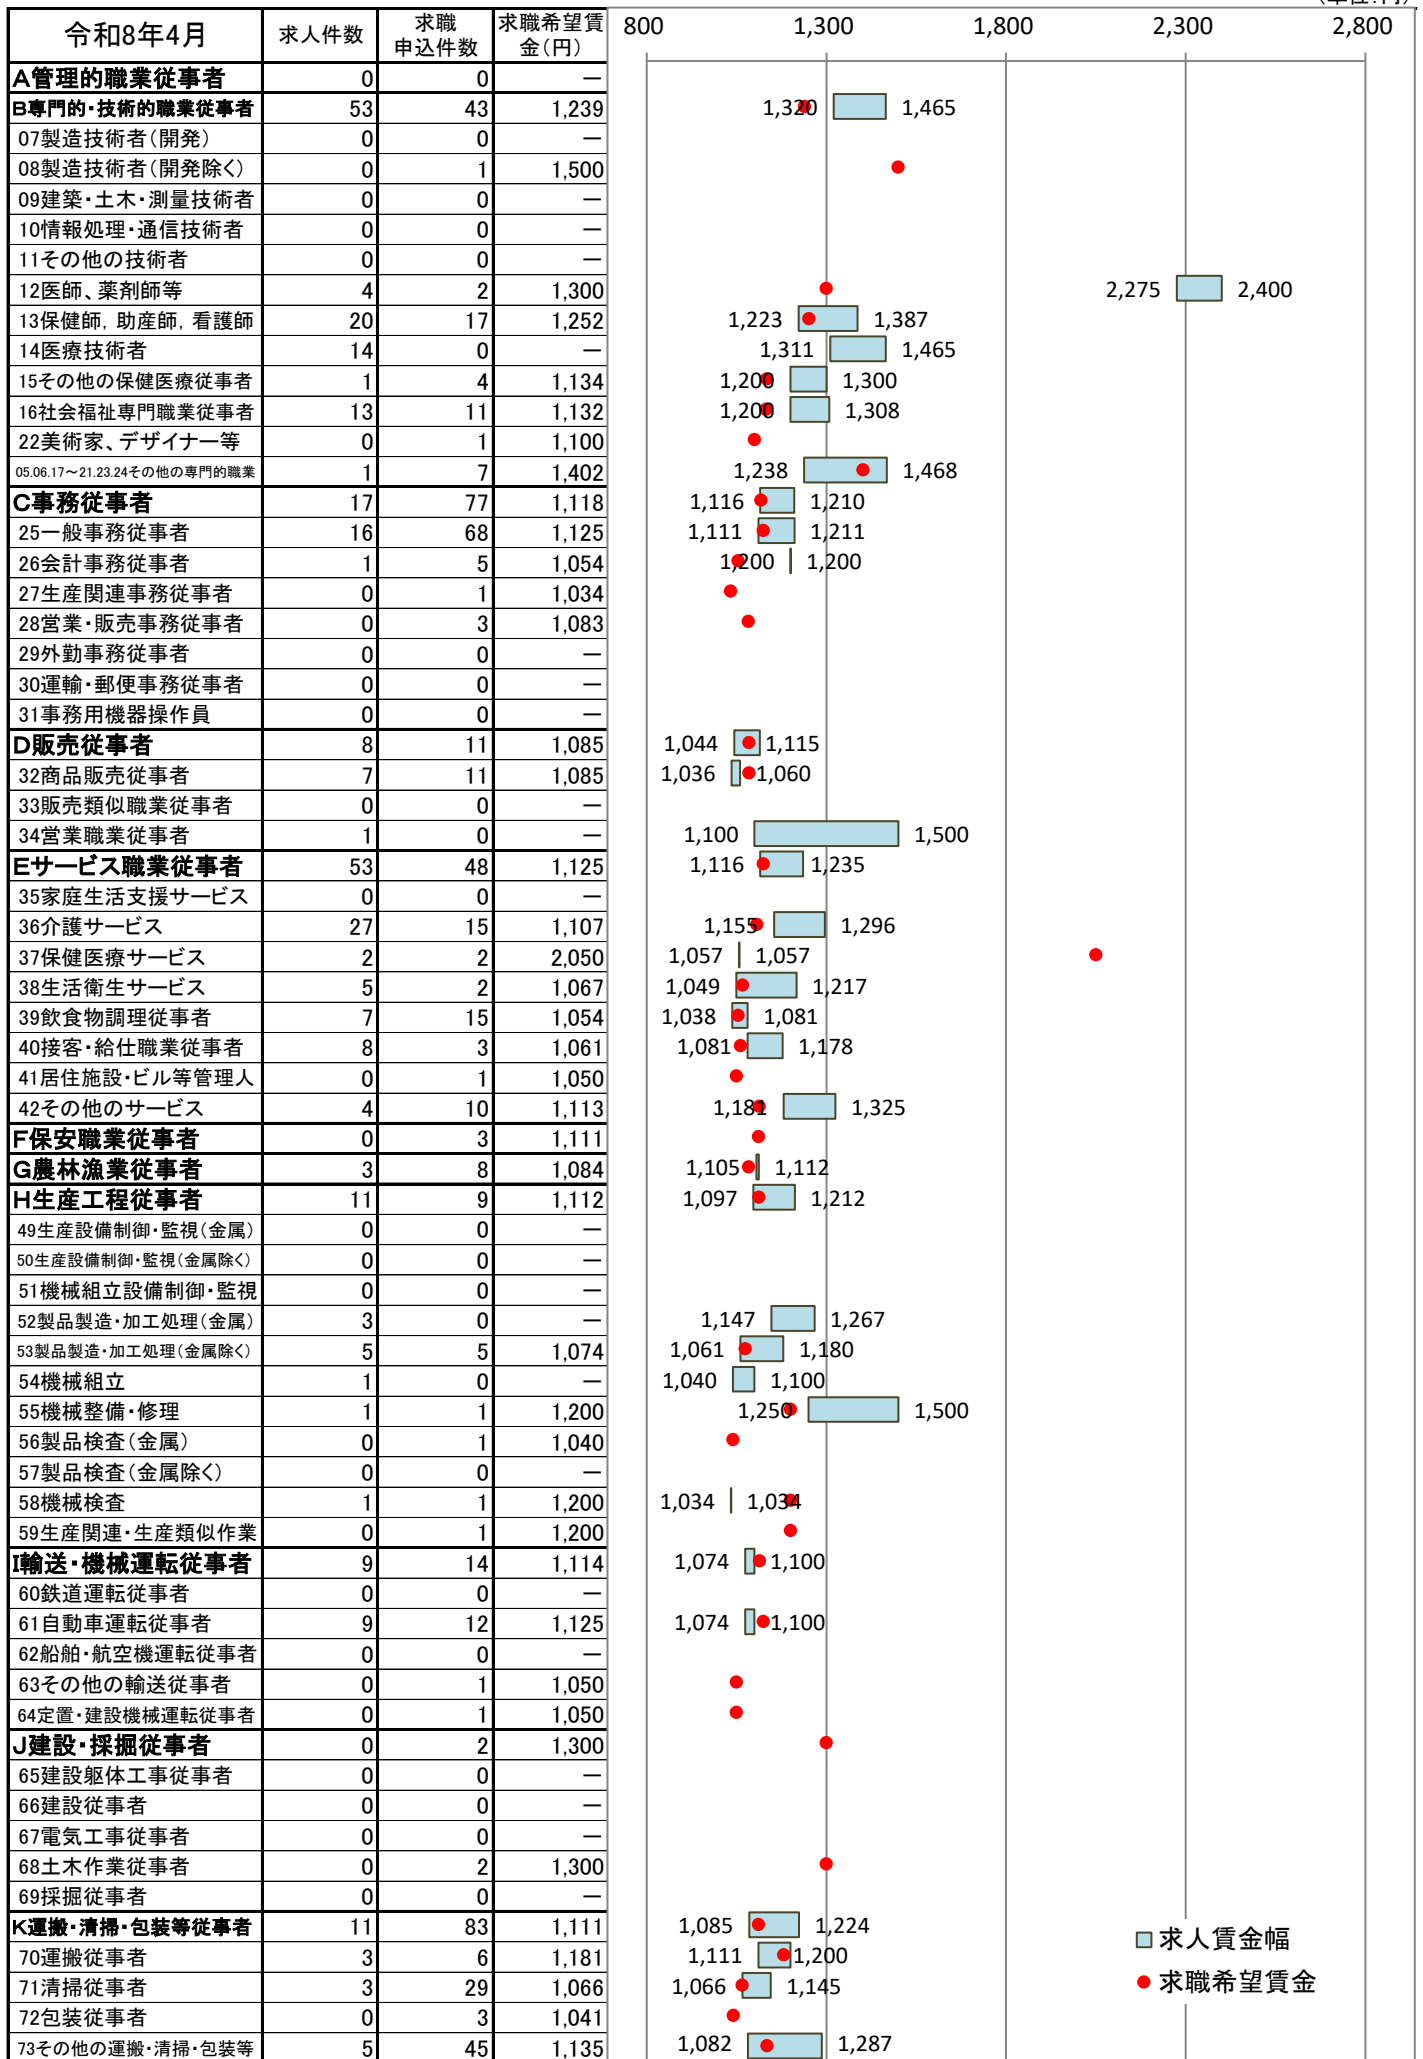 令和8年4月 求人件数 求職申込件数 求職希望賃金(円) 800 1,300 1,800 2,300 2,800
A管理的職業従事者 0 0 －
B専門的・技術的職業従事者 53 43 1,239 1,320 1,465
07製造技術者(開発) 0 0 －
08製造技術者(開発除く) 0 1 1,500
09建築・土木・測量技術者 0 0 －
10情報処理・通信技術者 0 0 －
11その他の技術者 0 0 －
12医師、薬剤師等 4 2 1,300 2,275 2,400
13保健師,助産師,看護師 20 17 1,252 1,223 1,387
14医療技術者 14 0 － 1,311 1,465
15その他の保健医療従事者 1 4 1,134 1,200 1,300
16社会福祉専門職業従事者 13 11 1,132 1,200 1,308
22美術家、デザイナー等 0 1 1,100
05.06.17～21.23.24その他の専門的職業 1 7 1,402 1,238 1,468
C事務従事者 17 77 1,118 1,116 1,210
25一般事務従事者 16 68 1,125 1,111 1,211
26会計事務従事者 1 5 1,054 1,200 1,200
27生産関連事務従事者 0 1 1,034
28営業・販売事務従事者 0 3 1,083
29外勤事務従事者 0 0 －
30運輸・郵便事務従事者 0 0 －
31事務用機器操作員 0 0 －
D販売従事者 8 11 1,085 1,044 1,115
32商品販売従事者 7 11 1,085 1,036 1,060
33販売類似職業従事者 0 0 －
34営業職業従事者 1 0 － 1,100 1,500
Eサービス職業従事者 53 48 1,125 1,116 1,235
35家庭生活支援サービス 0 0 －
36介護サービス 27 15 1,107 1,155 1,296
37保健医療サービス 2 2 2,050 1,057 1,057
38生活衛生サービス 5 2 1,067 1,049 1,217
39飲食物調理従事者 7 15 1,054 1,038 1,081
40接客・給仕職業従事者 8 3 1,061 1,081 1,178
41居住施設・ビル等管理人 0 1 1,050
42その他のサービス 4 10 1,113 1,181 1,325
F保安職業従事者 0 3 1,111
G農林漁業従事者 3 8 1,084 1,105 1,112
H生産工程従事者 11 9 1,112 1,097 1,212
49生産設備制御・監視(金属) 0 0 －
50生産設備制御・監視(金属除く) 0 0 －
51機械組立設備制御・監視 0 0 －
52製品製造・加工処理(金属) 3 0 － 1,147 1,267
53製品製造・加工処理(金属除く) 5 5 1,074 1,061 1,180
54機械組立 1 0 － 1,040 1,100
55機械整備・修理 1 1 1,200 1,250 1,500
56製品検査(金属) 0 1 1,040
57製品検査(金属除く) 0 0 －
58機械検査 1 1 1,200 1,034 1,034
59生産関連・生産類似作業 0 1 1,200
I輸送・機械運転従事者 9 14 1,114 1,074 1,100
60鉄道運転従事者 0 0 －
61自動車運転従事者 9 12 1,125 1,074 1,100
62船舶・航空機運転従事者 0 0 －
63その他の輸送従事者 0 1 1,050
64定置・建設機械運転従事者 0 1 1,050
J建設・採掘従事者 0 2 1,300
65建設躯体工事従事者 0 0 －
66建設従事者 0 0 －
67電気工事従事者 0 0 －
68土木作業従事者 0 2 1,300
69採掘従事者 0 0 －
K運搬・清掃・包装等従事者 11 83 1,111 1,085 1,224
求人賃金幅
70運搬従事者 3 6 1,181 1,111 1,200
求職希望賃金
71清掃従事者 3 29 1,066 1,066 1,145
72包装従事者 0 3 1,041
73その他の運搬・清掃・包装等 5 45 1,135 1,082 1,287